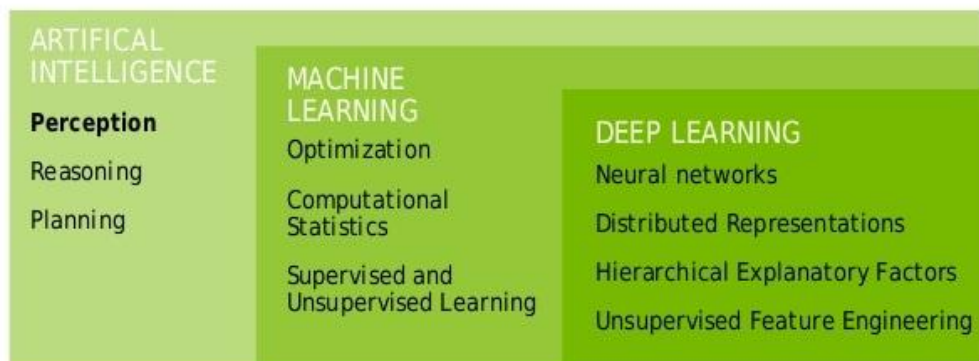 ARTIFICAL
INTELLIGENCE
Perception
Reasoning
Planning
MACHINE
LEARNING
Optimization
Computational
Statistics
Supervised and
Unsupervised Learning
DEEP LEARNING
Neural networks
Distributed Representations
Hierarchical Explanatory Factors
Unsupervised Feature Engineering